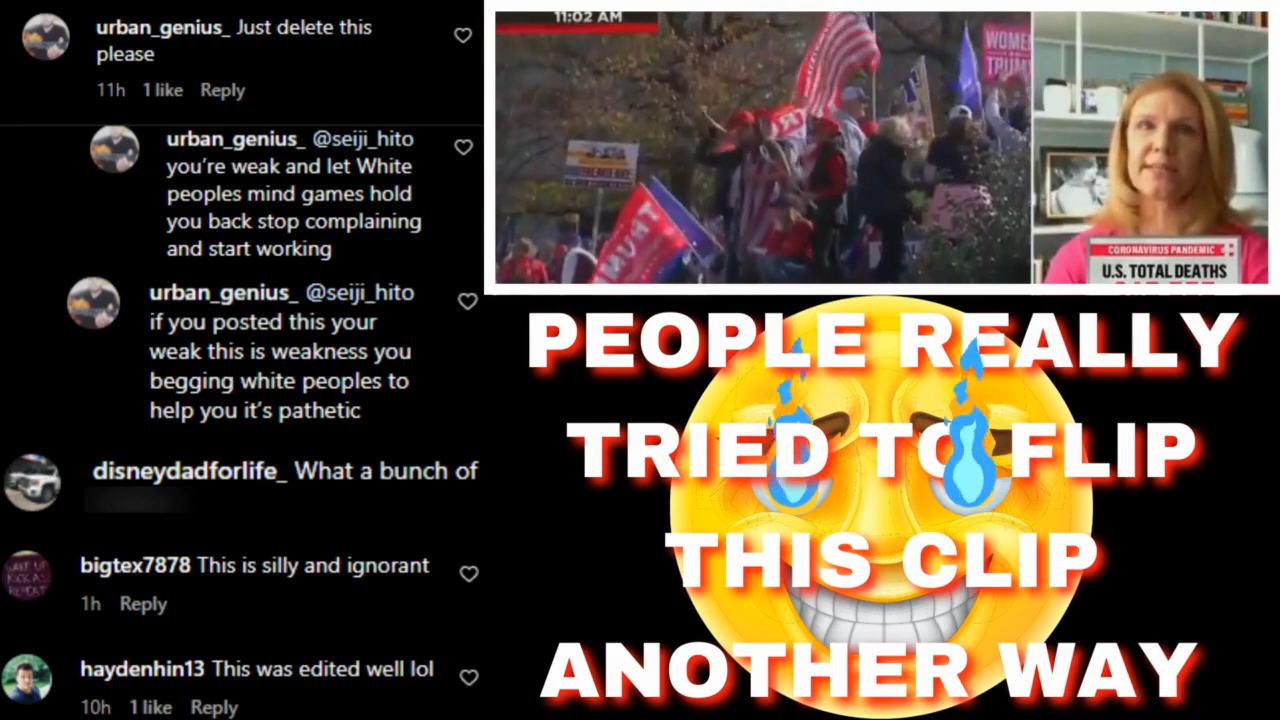 urban_genius_ Just delete this
please
11h 1 like Reply
urban_genius_ @seiji_hito
you're weak and let White
peoples mind games hold
you back stop complaining
and start working
urban_genius_ @seiji_hito
if you posted this your
weak this is weakness you
begging white peoples to
help you it's pathetic
disneydadforlife_ What a bunch of
bigtex7878 This is silly and ignorant
1h Reply
haydenhin13 This was edited well lol
10h 1 like Reply
11:02 AM
WOMEN
TRUMP
TRUMP
CORONAVIRUS PANDEMIC
U.S. TOTAL DEATHS
PEOPLE REALLY
TRIED TO FLIP
THIS CLIP
ANOTHER WAY